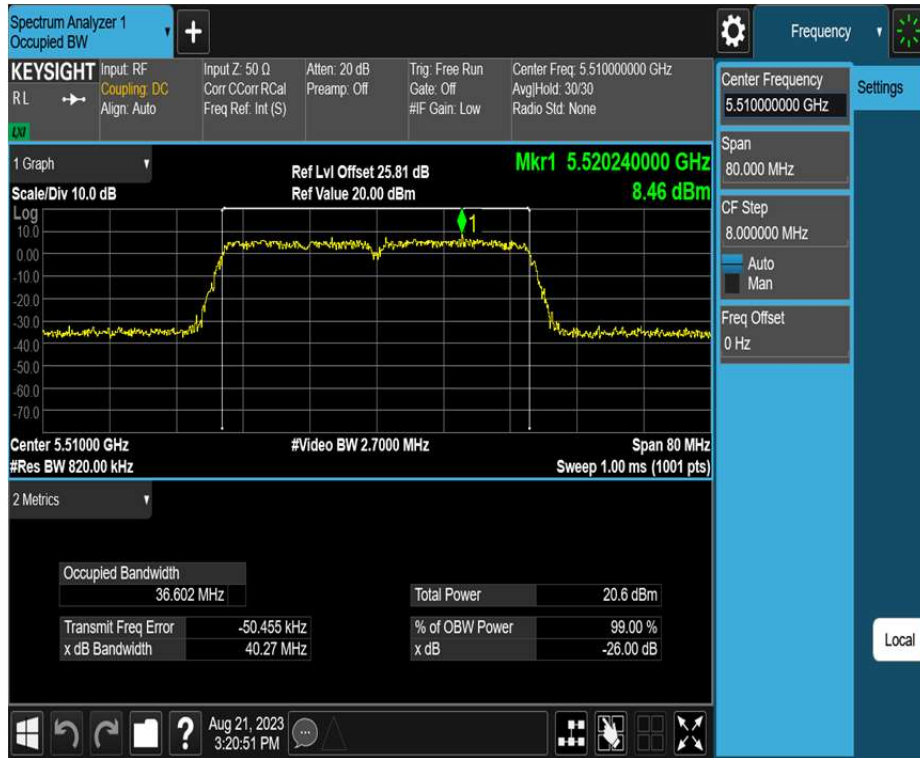 Spectrum Analyzer 1
Occupied BW
+
Frequency
KEYSIGHT
RL
LXI
Input: RF
Coupling: DC
Align: Auto
Input Z: 50 Ω
Corr CCorr RCal
Freq Ref: Int (S)
Atten: 20 dB
Preamp: Off
Trig: Free Run
Gate: Off
#IF Gain: Low
Center Freq: 5.510000000 GHz
Avg|Hold: 30/30
Radio Std: None
Center Frequency
5.510000000 GHz
Settings
Span
80.000 MHz
CF Step
8.000000 MHz
Auto
Man
Freq Offset
0 Hz
Local
1 Graph
Scale/Div 10.0 dB
Ref Lvl Offset 25.81 dB
Ref Value 20.00 dBm
Mkr1 5.520240000 GHz
8.46 dBm
Log
10.0
0.00
-10.0
-20.0
-30.0
-40.0
-50.0
-60.0
-70.0
1
Center 5.51000 GHz
#Res BW 820.00 kHz
#Video BW 2.7000 MHz
Span 80 MHz
Sweep 1.00 ms (1001 pts)
2 Metrics
Occupied Bandwidth
36.602 MHz
Total Power 20.6 dBm
Transmit Freq Error -50.455 kHz
% of OBW Power 99.00 %
x dB Bandwidth 40.27 MHz
x dB -26.00 dB
?
Aug 21, 2023
3:20:51 PM